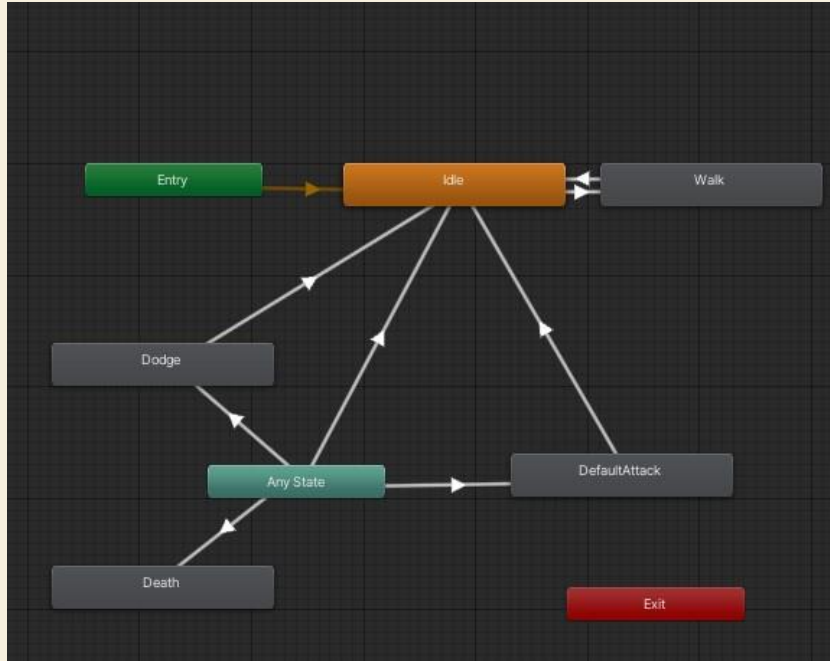 Entry
Idle
Walk
Dodge
DefaultAttack
Any State
Death
Exit